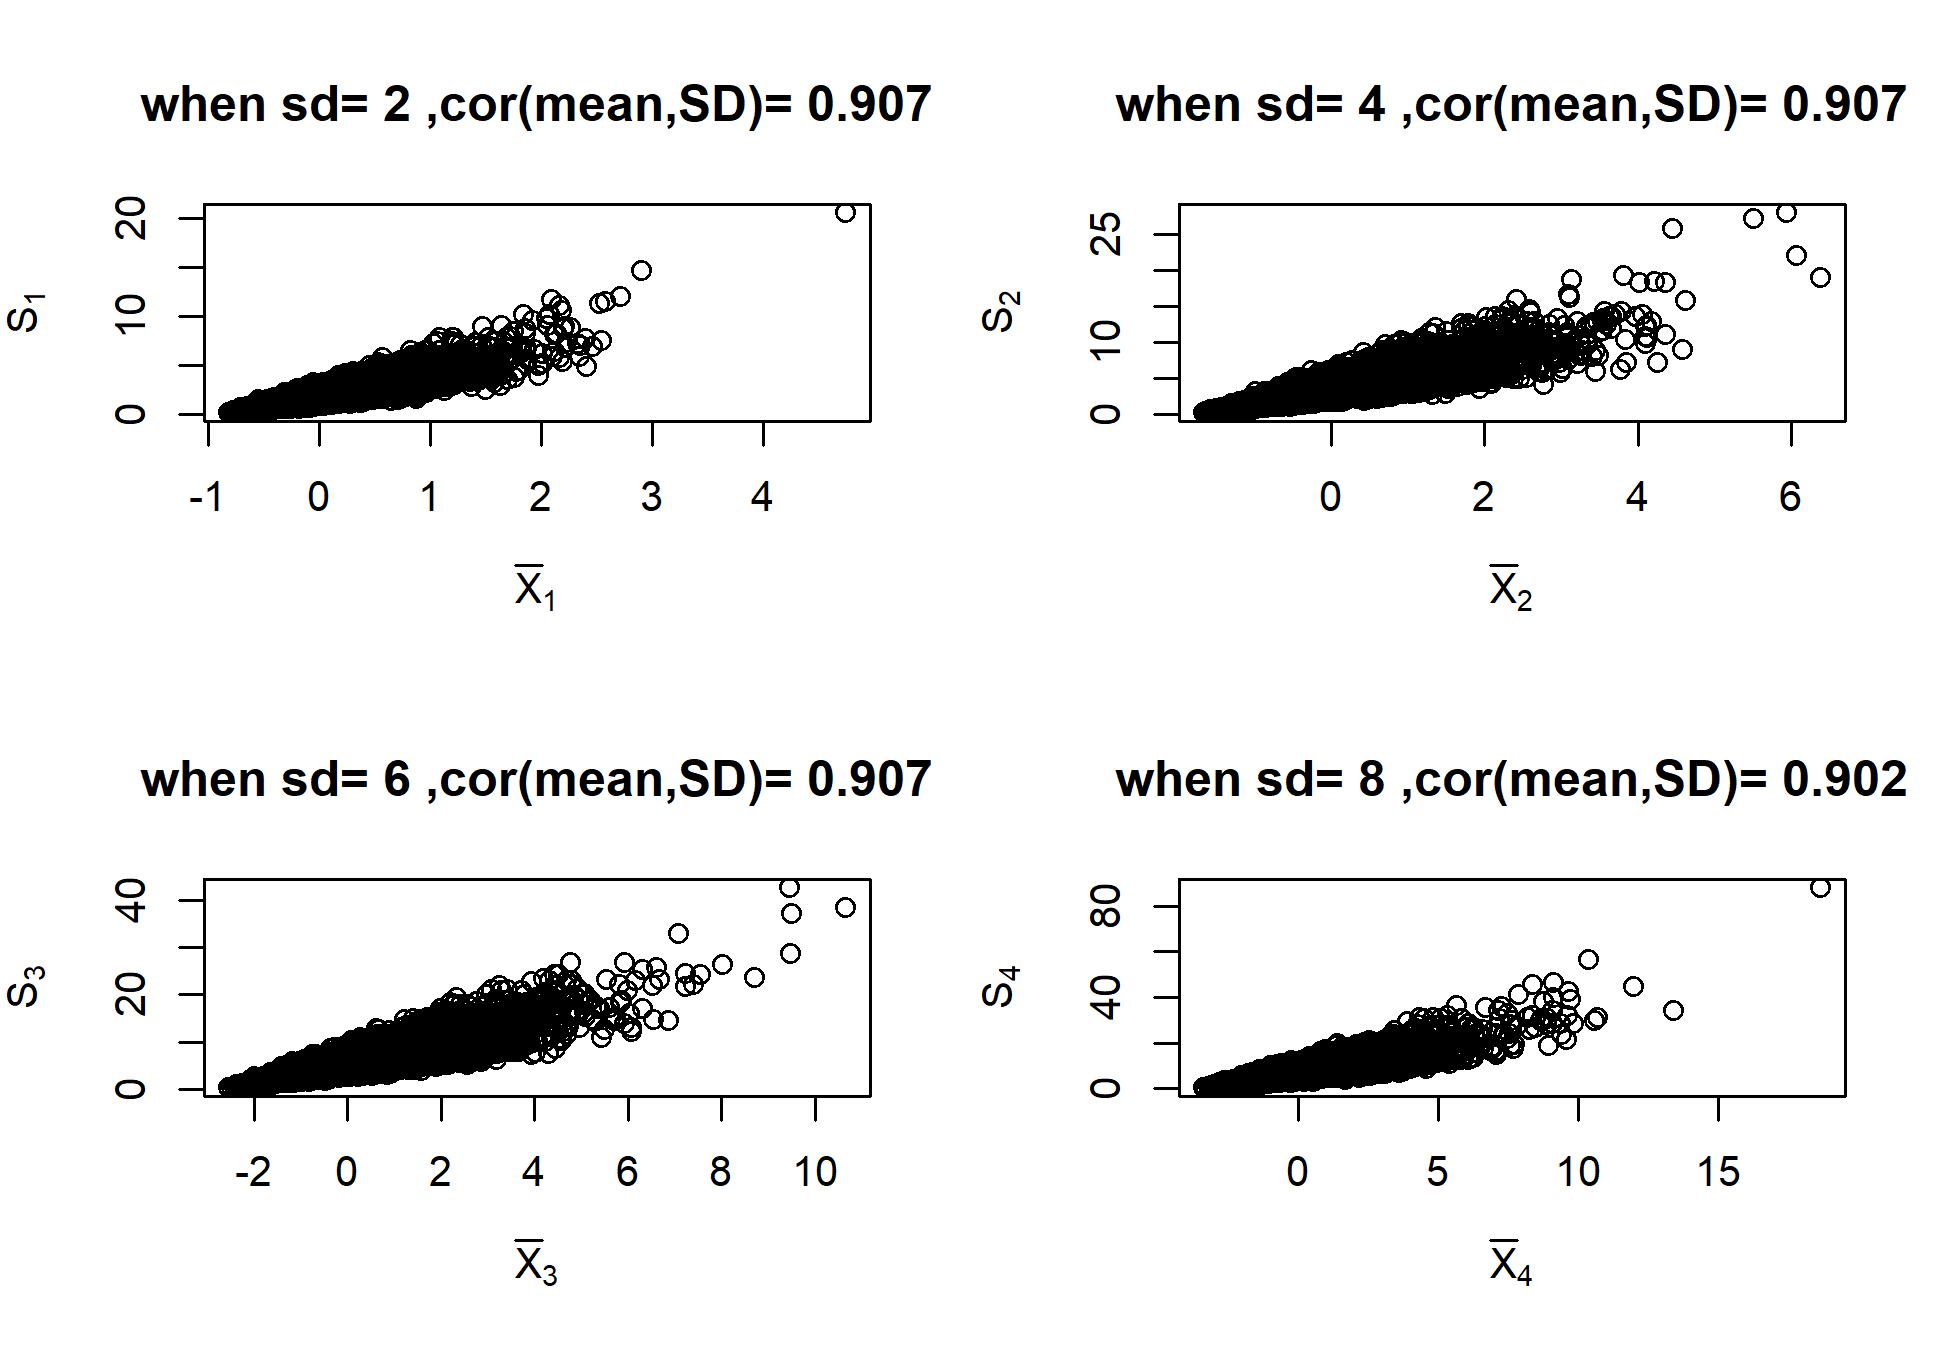 when sd= 2 ,cor(mean,SD)= 0.907
S1
20
10
0
-1 0 1 2 3 4
X̅1
when sd= 4 ,cor(mean,SD)= 0.907
S2
25
10
0
0 2 4 6
X̅2
when sd= 6 ,cor(mean,SD)= 0.907
S3
40
20
0
-2 0 2 4 6 8 10
X̅3
when sd= 8 ,cor(mean,SD)= 0.902
S4
80
40
0
0 5 10 15
X̅4